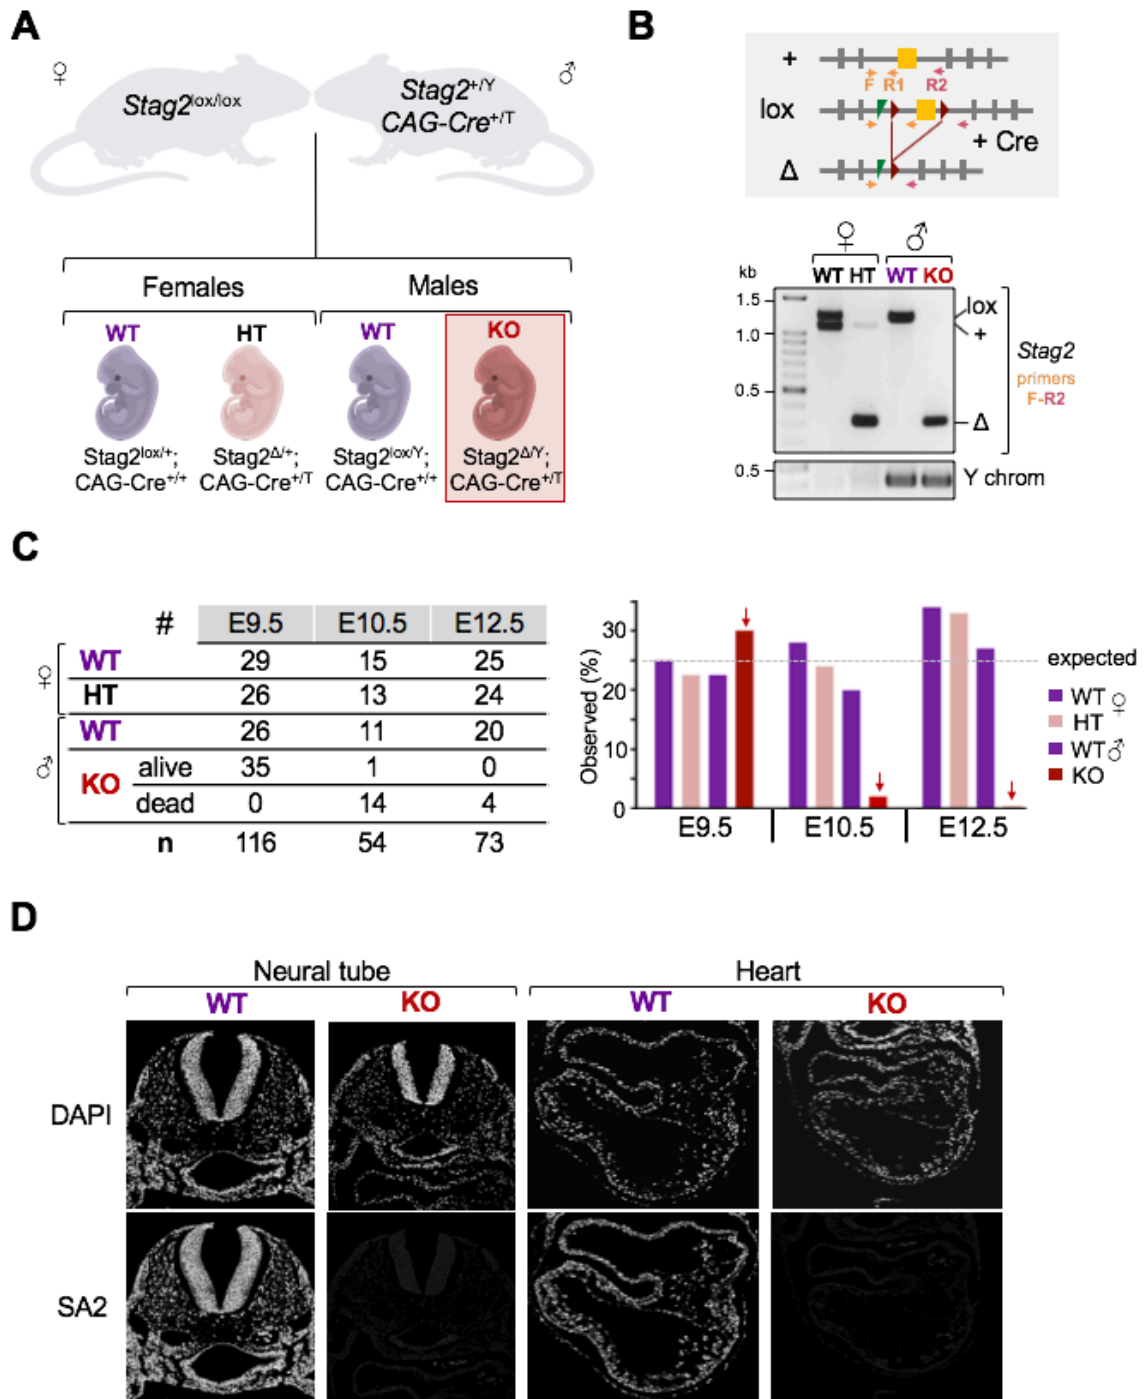 A
♀
♂
Stag2lox/lox
Stag2+/Y
CAG-Cre+/T
Females
Males
WT
HT
WT
KO
Stag2lox/+;
CAG-Cre+/+
Stag2Δ/+;
CAG-Cre+/T
Stag2lox/Y;
CAG-Cre+/+
Stag2Δ/Y;
CAG-Cre+/T
B
+
F R1 R2
lox
+ Cre
Δ
♀ ♂
kb WT HT WT KO
1.5
1.0
0.5
lox
+
Δ
Stag2
primers
F-R2
0.5
Y chrom
C
# E9.5 E10.5 E12.5
♀ WT 29 15 25
HT 26 13 24
♂ WT 26 11 20
KO alive 35 1 0
dead 0 14 4
n 116 54 73
Observed (%)
30
20
10
0
E9.5 E10.5 E12.5
expected
WT ♀
HT ♀
WT ♂
KO
D
Neural tube Heart
WT KO WT KO
DAPI
SA2